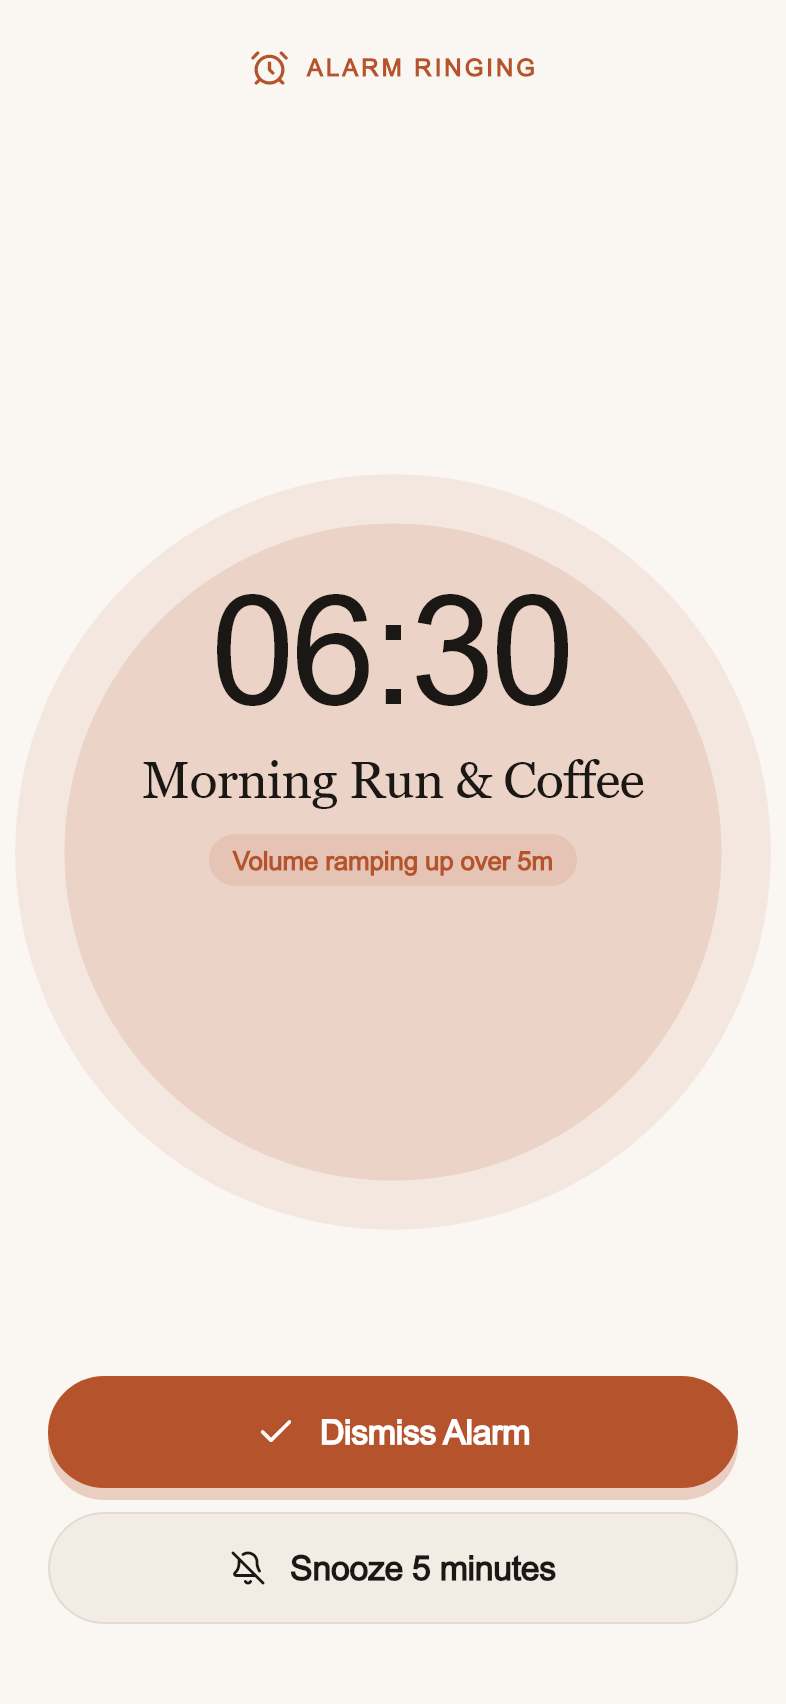 ALARM RINGING
06:30
Morning Run & Coffee
Volume ramping up over 5m
Dismiss Alarm
Snooze 5 minutes